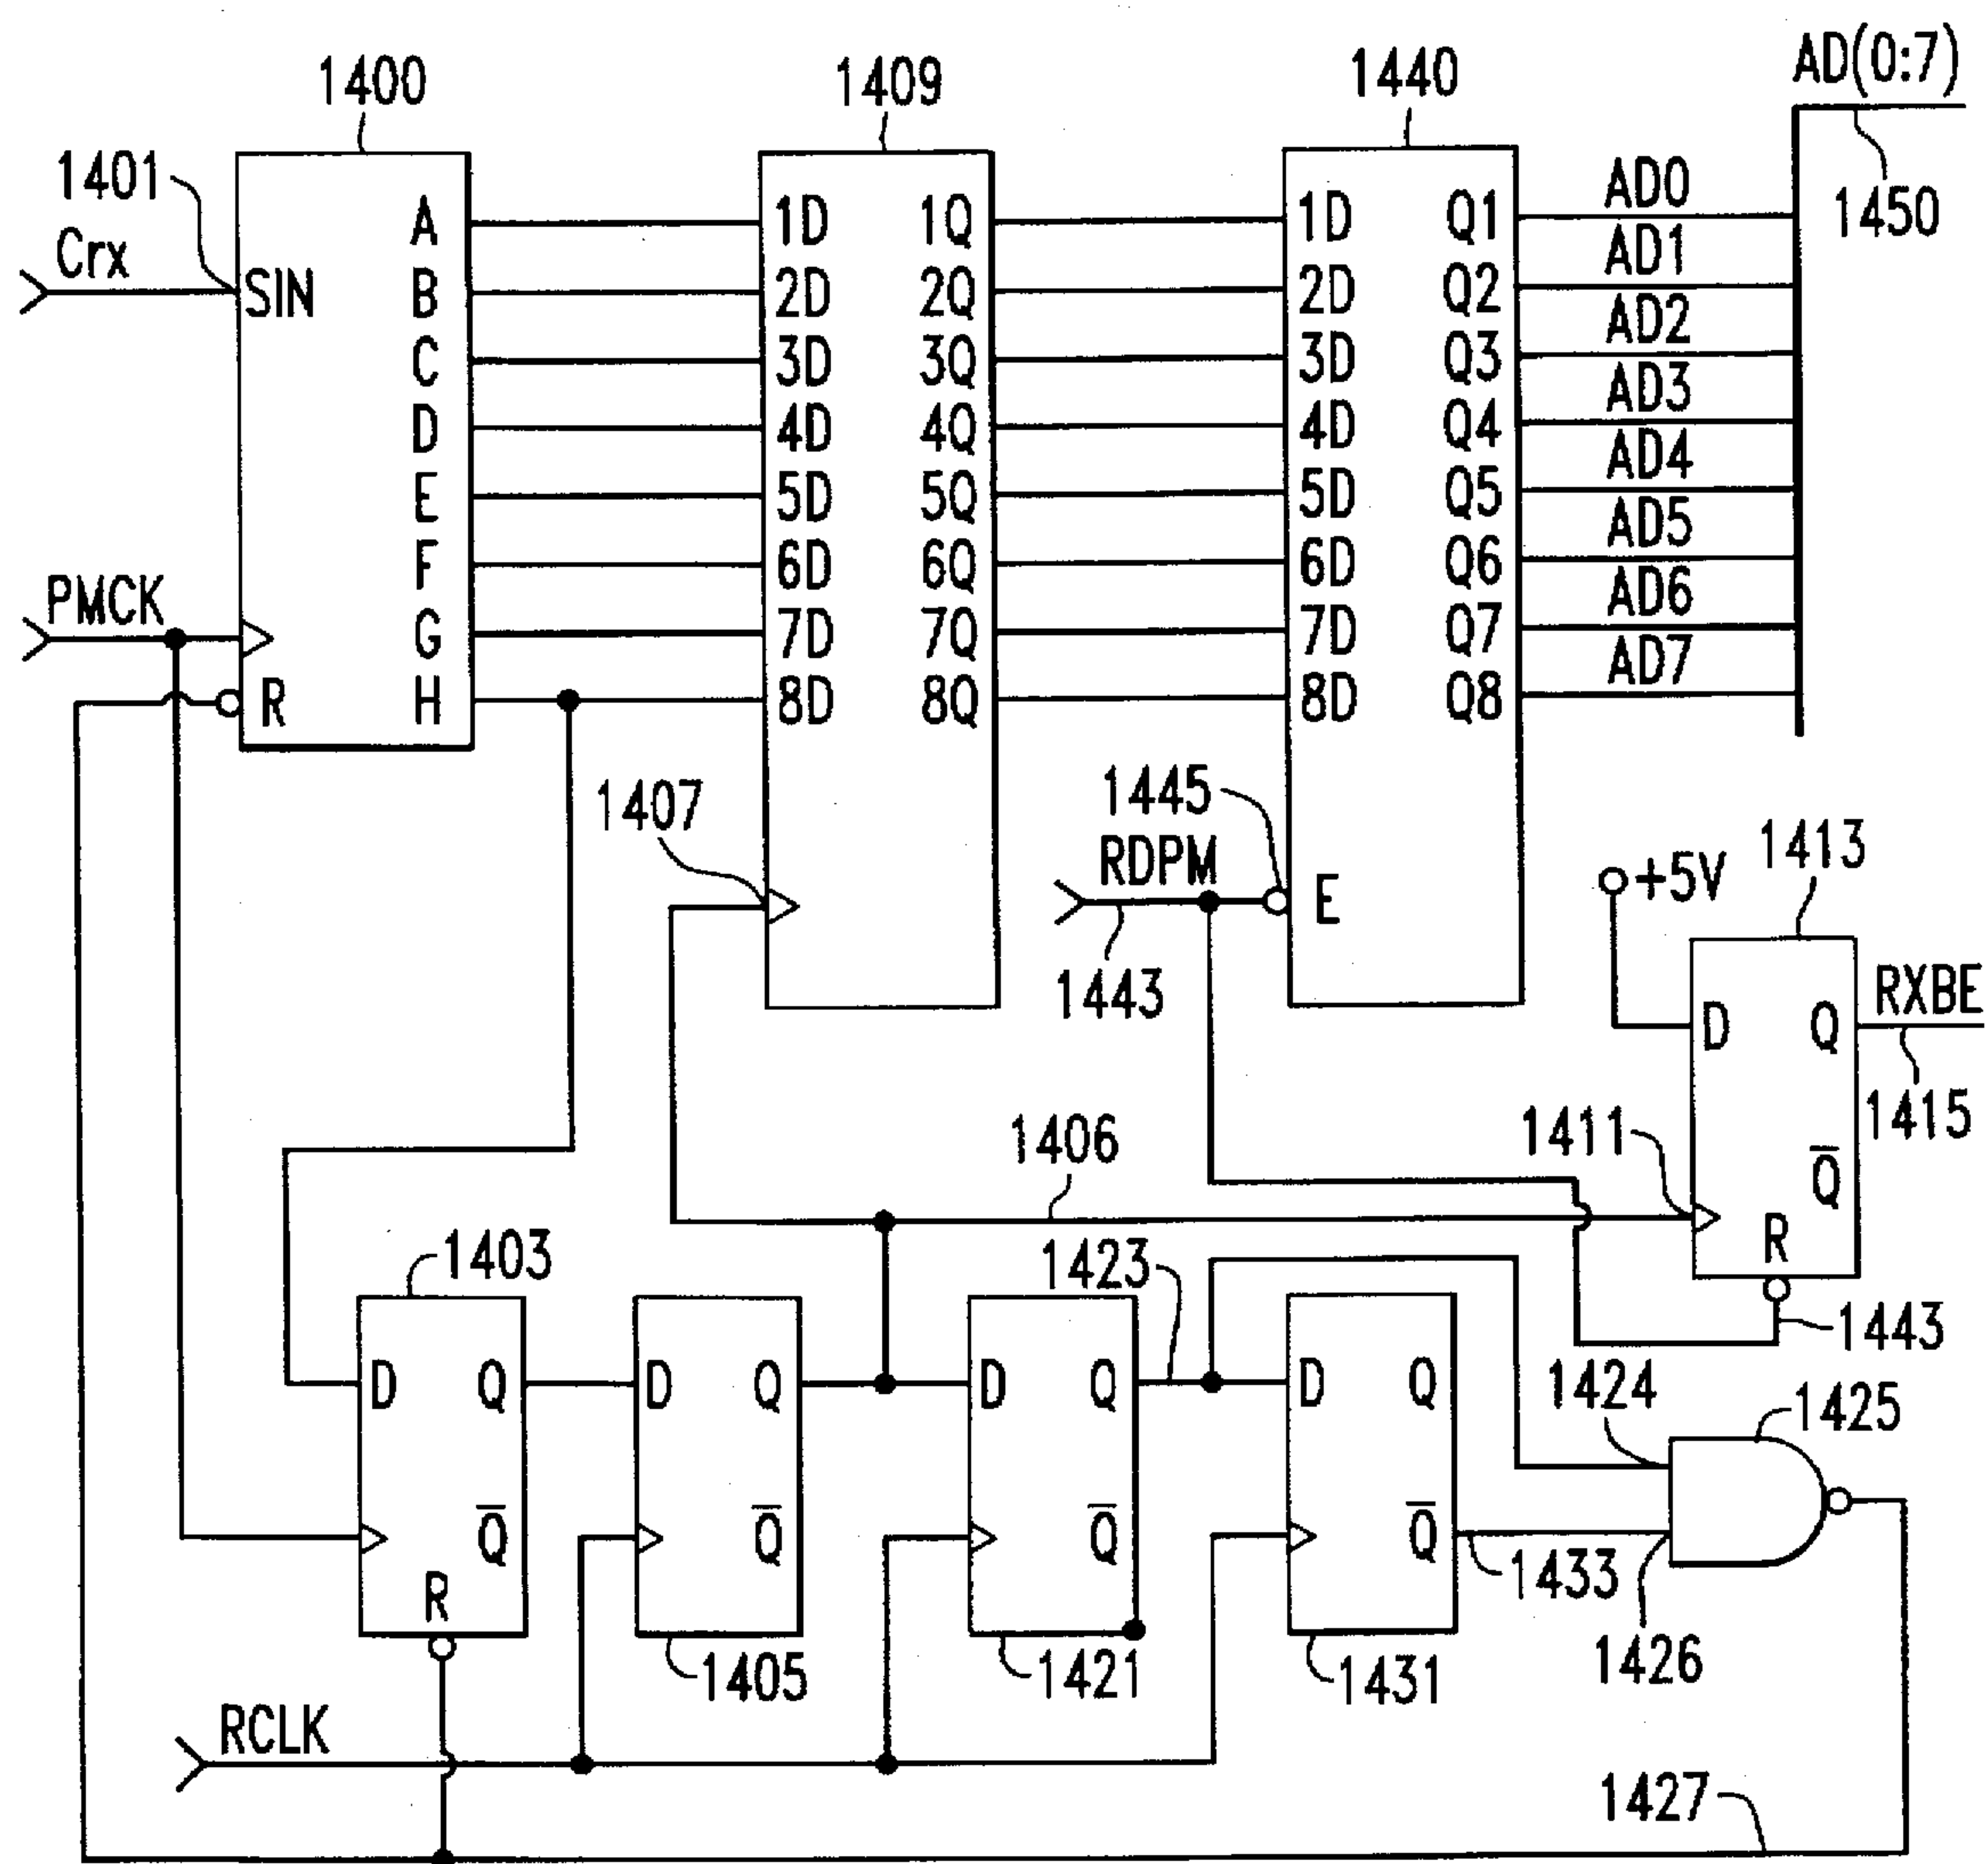 1400
1409
1440
AD(0:7)
1401
Crx
SIN
A
B
C
D
E
F
G
H
PMCK
R
1D
2D
3D
4D
5D
6D
7D
8D
1Q
2Q
3Q
4Q
5Q
6Q
7Q
8Q
1407
1D
2D
3D
4D
5D
6D
7D
8D
Q1
Q2
Q3
Q4
Q5
Q6
Q7
Q8
AD0
AD1
AD2
AD3
AD4
AD5
AD6
AD7
1450
1445
RDPM
E
1443
+5V
1413
D
Q
RXBE
1415
1411
Q̅
R
1443
1406
1423
1403
D
Q
Q̅
R
D
Q
Q̅
1405
D
Q
Q̅
1421
D
Q
Q̅
1431
1424
1425
1433
1426
RCLK
1427